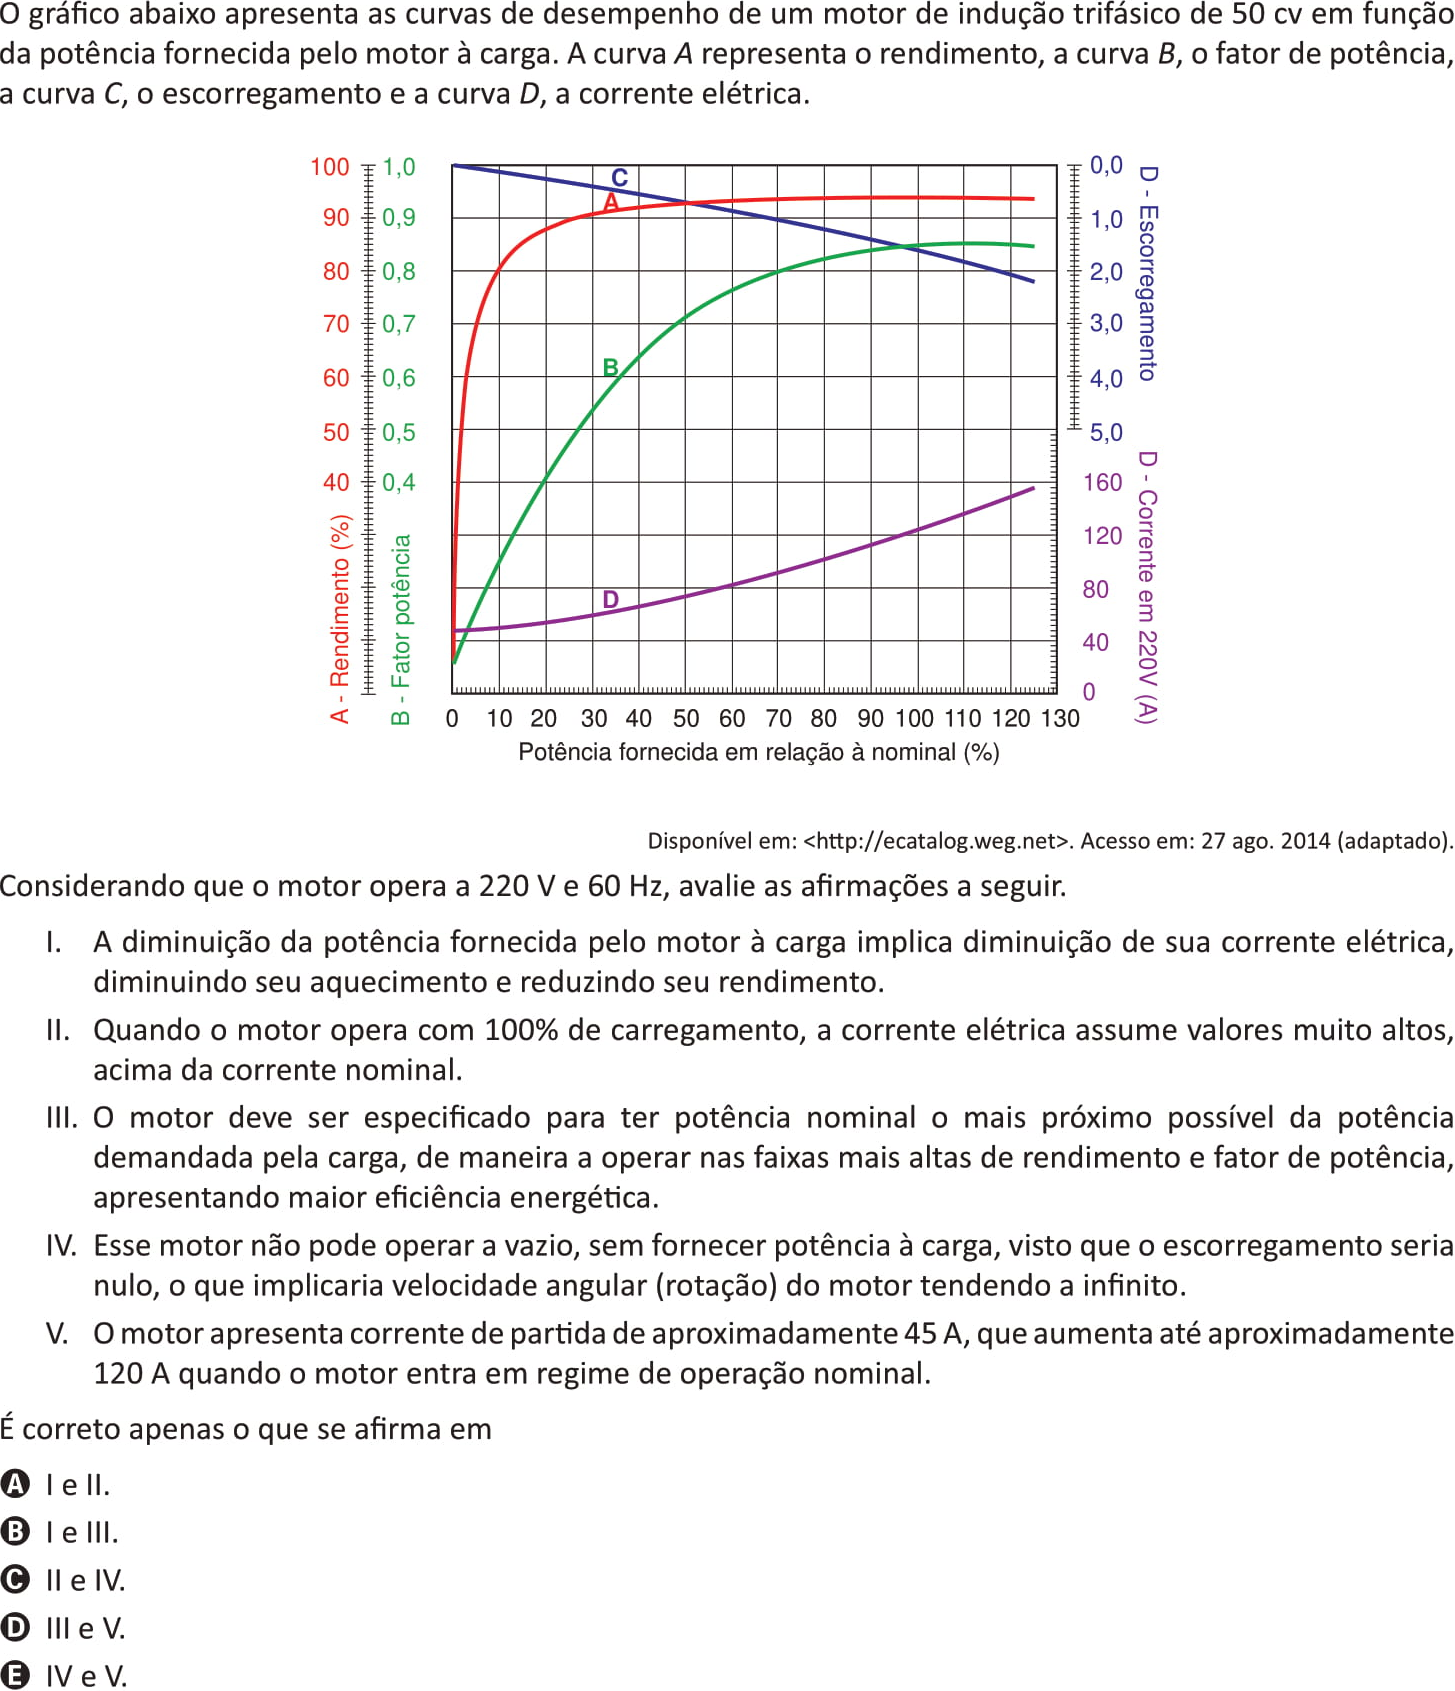 O gráfico abaixo apresenta as curvas de desempenho de um motor de indução trifásico de 50 cv em função
da potência fornecida pelo motor à carga. A curva A representa o rendimento, a curva B, o fator de potência,
a curva C, o escorregamento e a curva D, a corrente elétrica.
100 1,0 0,0
90 0,9 1,0
80 0,8 2,0
70 0,7 3,0
60 0,6 4,0
50 0,5 5,0
40 0,4 160
120
80
40
0
A - Rendimento (%)
B - Fator potência
C
A
B
D
D - Escorregamento
D - Corrente em 220V (A)
0 10 20 30 40 50 60 70 80 90 100 110 120 130
Potência fornecida em relação à nominal (%)
Disponível em: <http://ecatalog.weg.net>. Acesso em: 27 ago. 2014 (adaptado).
Considerando que o motor opera a 220 V e 60 Hz, avalie as afirmações a seguir.
I. A diminuição da potência fornecida pelo motor à carga implica diminuição de sua corrente elétrica,
diminuindo seu aquecimento e reduzindo seu rendimento.
II. Quando o motor opera com 100% de carregamento, a corrente elétrica assume valores muito altos,
acima da corrente nominal.
III. O motor deve ser especificado para ter potência nominal o mais próximo possível da potência
demandada pela carga, de maneira a operar nas faixas mais altas de rendimento e fator de potência,
apresentando maior eficiência energética.
IV. Esse motor não pode operar a vazio, sem fornecer potência à carga, visto que o escorregamento seria
nulo, o que implicaria velocidade angular (rotação) do motor tendendo a infinito.
V. O motor apresenta corrente de partida de aproximadamente 45 A, que aumenta até aproximadamente
120 A quando o motor entra em regime de operação nominal.
É correto apenas o que se afirma em
A I e II.
B I e III.
C II e IV.
D III e V.
E IV e V.